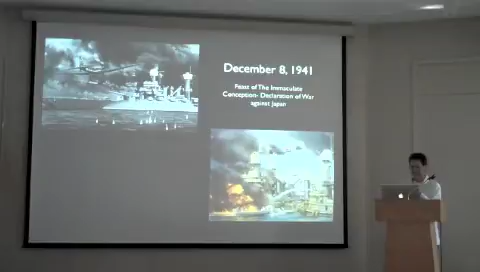 December 8, 1941
Feast of The Immaculate
Conception- Declaration of War
against Japan